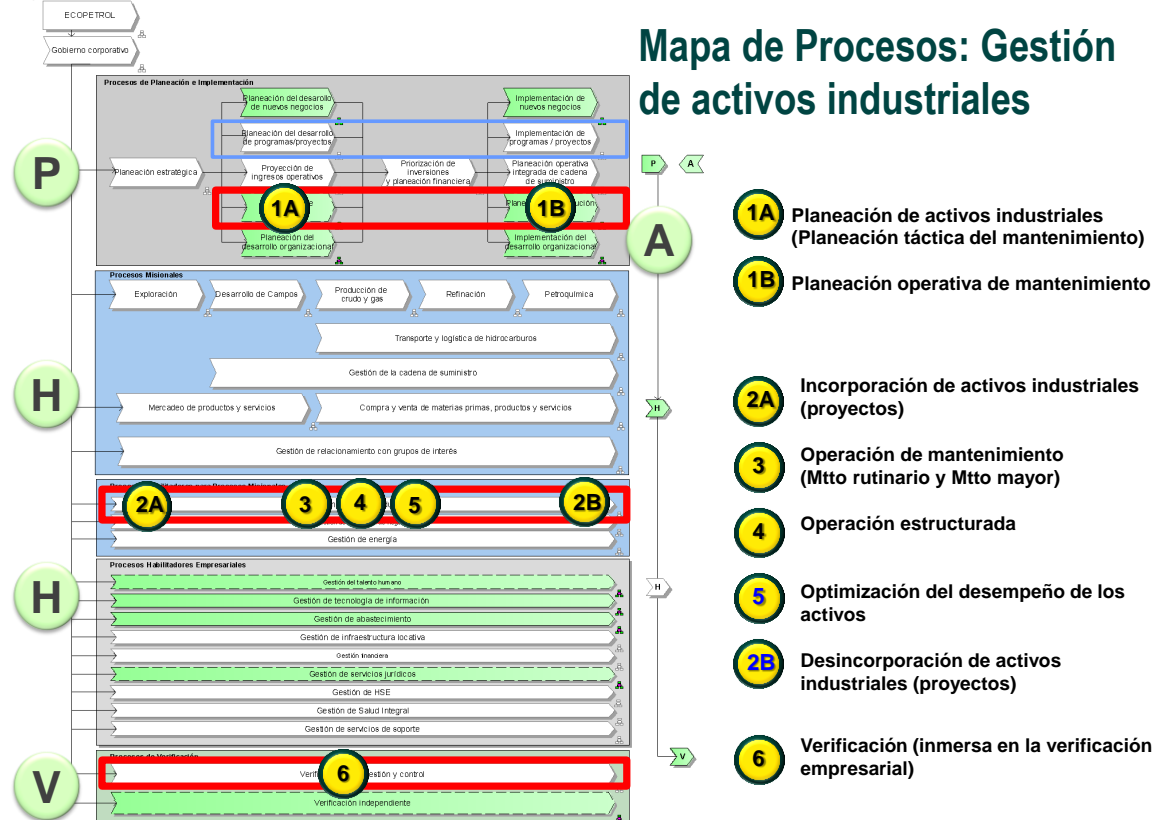 ECOPETROL
Gobierno corporativo
Mapa de Procesos: Gestión
de activos industriales
Procesos de Planeación e Implementación
Planeación del desarollo
de nuevos negocios
Implementación de
nuevos negocios
Planeación del desarrollo
de programas/proyectos
Implementación de
programas / proyectos
P
Planeación estratégica
Proyección de
ingresos operativos
Priorización de
inversiones
y planeación financiera
Planeación operativa
integrada de cadena
de suministro
1A
1B
Planeación del
desarrollo organizacional
Implementación del
desarrollo organizacional
P
A
A
1A
Planeación de activos industriales
(Planeación táctica del mantenimiento)
1B
Planeación operativa de mantenimiento
Procesos Misionales
Exploración
Desarrollo de Campos
Producción de
crudo y gas
Refinación
Petroquímica
Transporte y logística de hidrocarburos
Gestión de la cadena de suministro
H
Mercadeo de productos y servicios
Compra y venta de materias primas, productos y servicios
H
Gestión de relacionamiento con grupos de interés
2A
Incorporación de activos industriales
(proyectos)
3
Operación de mantenimiento
(Mtto rutinario y Mtto mayor)
2A
3
4
5
2B
4
Operación estructurada
Gestión de energía
Procesos Habilitadores Empresariales
H
Gestión del talento humano
Gestión de tecnología de información
Gestión de abastecimiento
Gestión de infraestructura locativa
Gestión financiera
Gestión de servicios jurídicos
Gestión de HSE
Gestión de Salud Integral
Gestión de servicios de soporte
H
5
Optimización del desempeño de los
activos
2B
Desincorporación de activos
industriales (proyectos)
Procesos de Verificación
V
6
gestión y control
Verificación independiente
V
6
Verificación (inmersa en la verificación
empresarial)